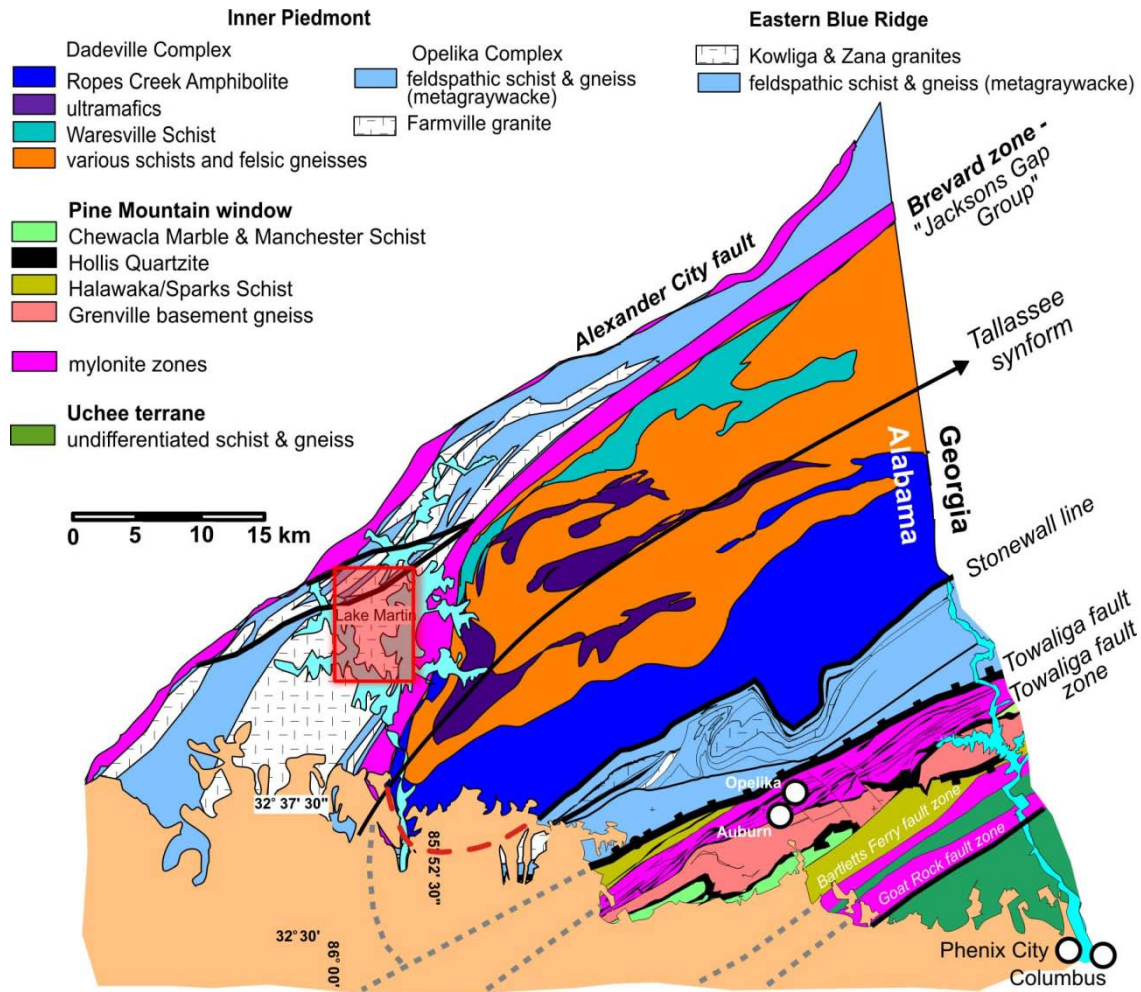 Inner Piedmont
Dadeville Complex
Ropes Creek Amphibolite
ultramafics
Waresville Schist
various schists and felsic gneisses
Opelika Complex
feldspathic schist & gneiss
(metagraywacke)
Farmville granite
Eastern Blue Ridge
Kowliga & Zana granites
feldspathic schist & gneiss (metagraywacke)
Pine Mountain window
Chewacla Marble & Manchester Schist
Hollis Quartzite
Halawaka/Sparks Schist
Grenville basement gneiss
mylonite zones
Uchee terrane
undifferentiated schist & gneiss
0 5 10 15 km
Alexander City fault
Brevard zone -
"Jacksons Gap
Group"
Tallassee
synform
Alabama
Georgia
Stonewall line
Towaliga fault
Towaliga fault
zone
Lake Martin
Opelika
Auburn
Bartletts Ferry fault zone
Goat Rock fault zone
Phenix City
Columbus
32° 37' 30"
85° 52' 30"
32° 30'
86° 00'